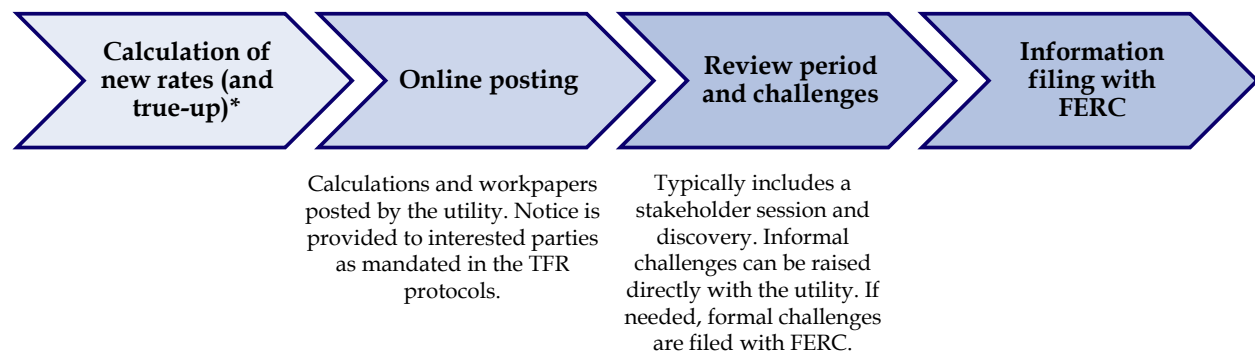 Calculation of
new rates (and
true-up)*
Online posting
Review period
and challenges
Information
filing with
FERC
Calculations and workpapers
posted by the utility. Notice is
provided to interested parties
as mandated in the TFR
protocols.
Typically includes a
stakeholder session and
discovery. Informal
challenges can be raised
directly with the utility. If
needed, formal challenges
are filed with FERC.